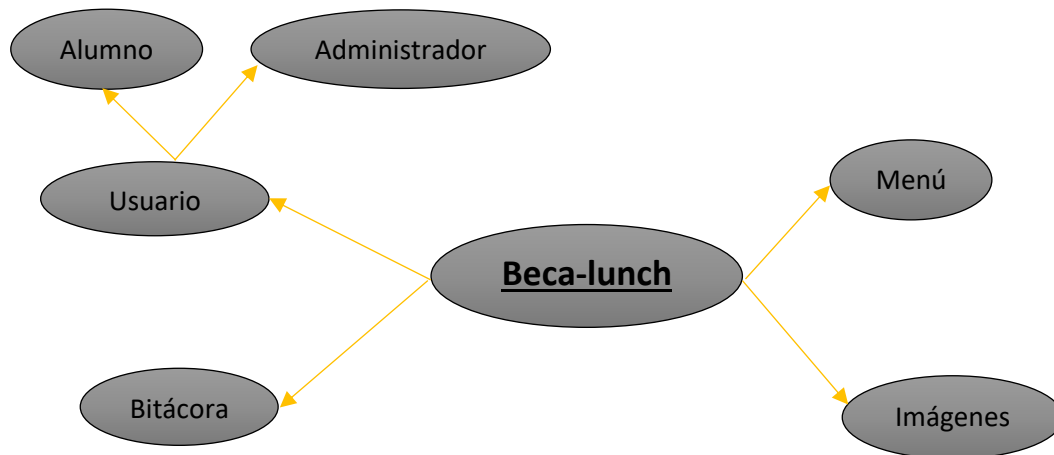 Alumno
Administrador
Usuario
Menú
Beca-lunch
Bitácora
Imágenes